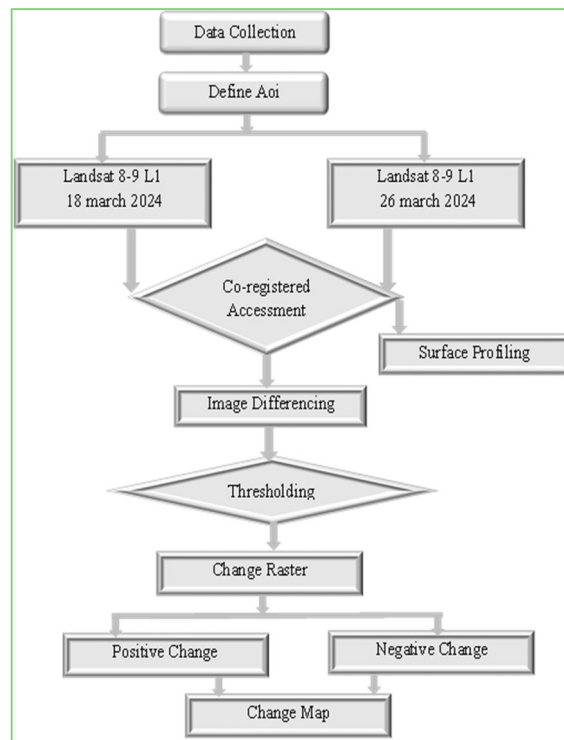 Data Collection
Define Aoi
Landsat 8-9 L1
18 march 2024
Landsat 8-9 L1
26 march 2024
Co-registered
Accessment
Surface Profiling
Image Differencing
Thresholding
Change Raster
Positive Change
Negative Change
Change Map